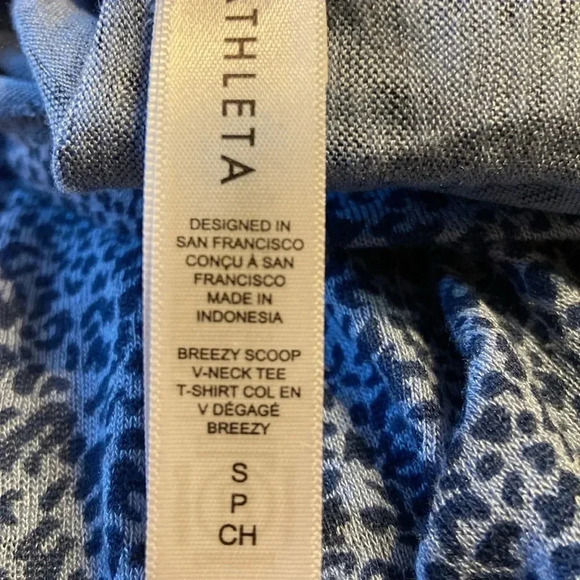 ATHLETA
DESIGNED IN
SAN FRANCISCO
CONÇU À SAN
FRANCISCO
MADE IN
INDONESIA
BREEZY SCOOP
V-NECK TEE
T-SHIRT COL EN
V DÉGAGÉ
BREEZY
S
P
CH